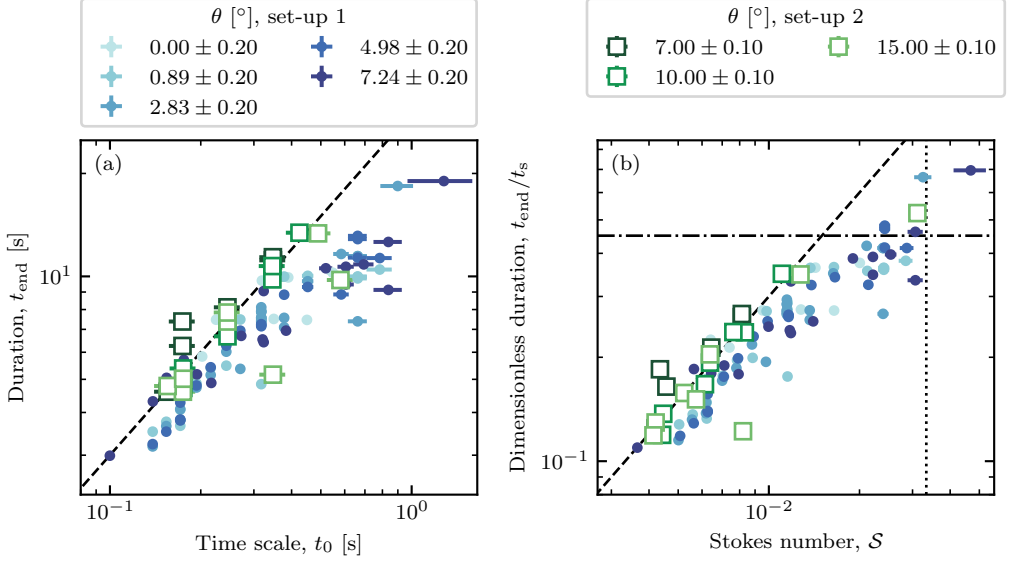 θ [°], set-up 1
0.00 ± 0.20
0.89 ± 0.20
2.83 ± 0.20
4.98 ± 0.20
7.24 ± 0.20
θ [°], set-up 2
7.00 ± 0.10
10.00 ± 0.10
15.00 ± 0.10
(a)
Duration, t_end [s]
10^1
10^−1
0.2
10^0
Time scale, t_0 [s]
(b)
Dimensionless duration, t_end/t_s
10^−1
10^−2
Stokes number, 𝒮